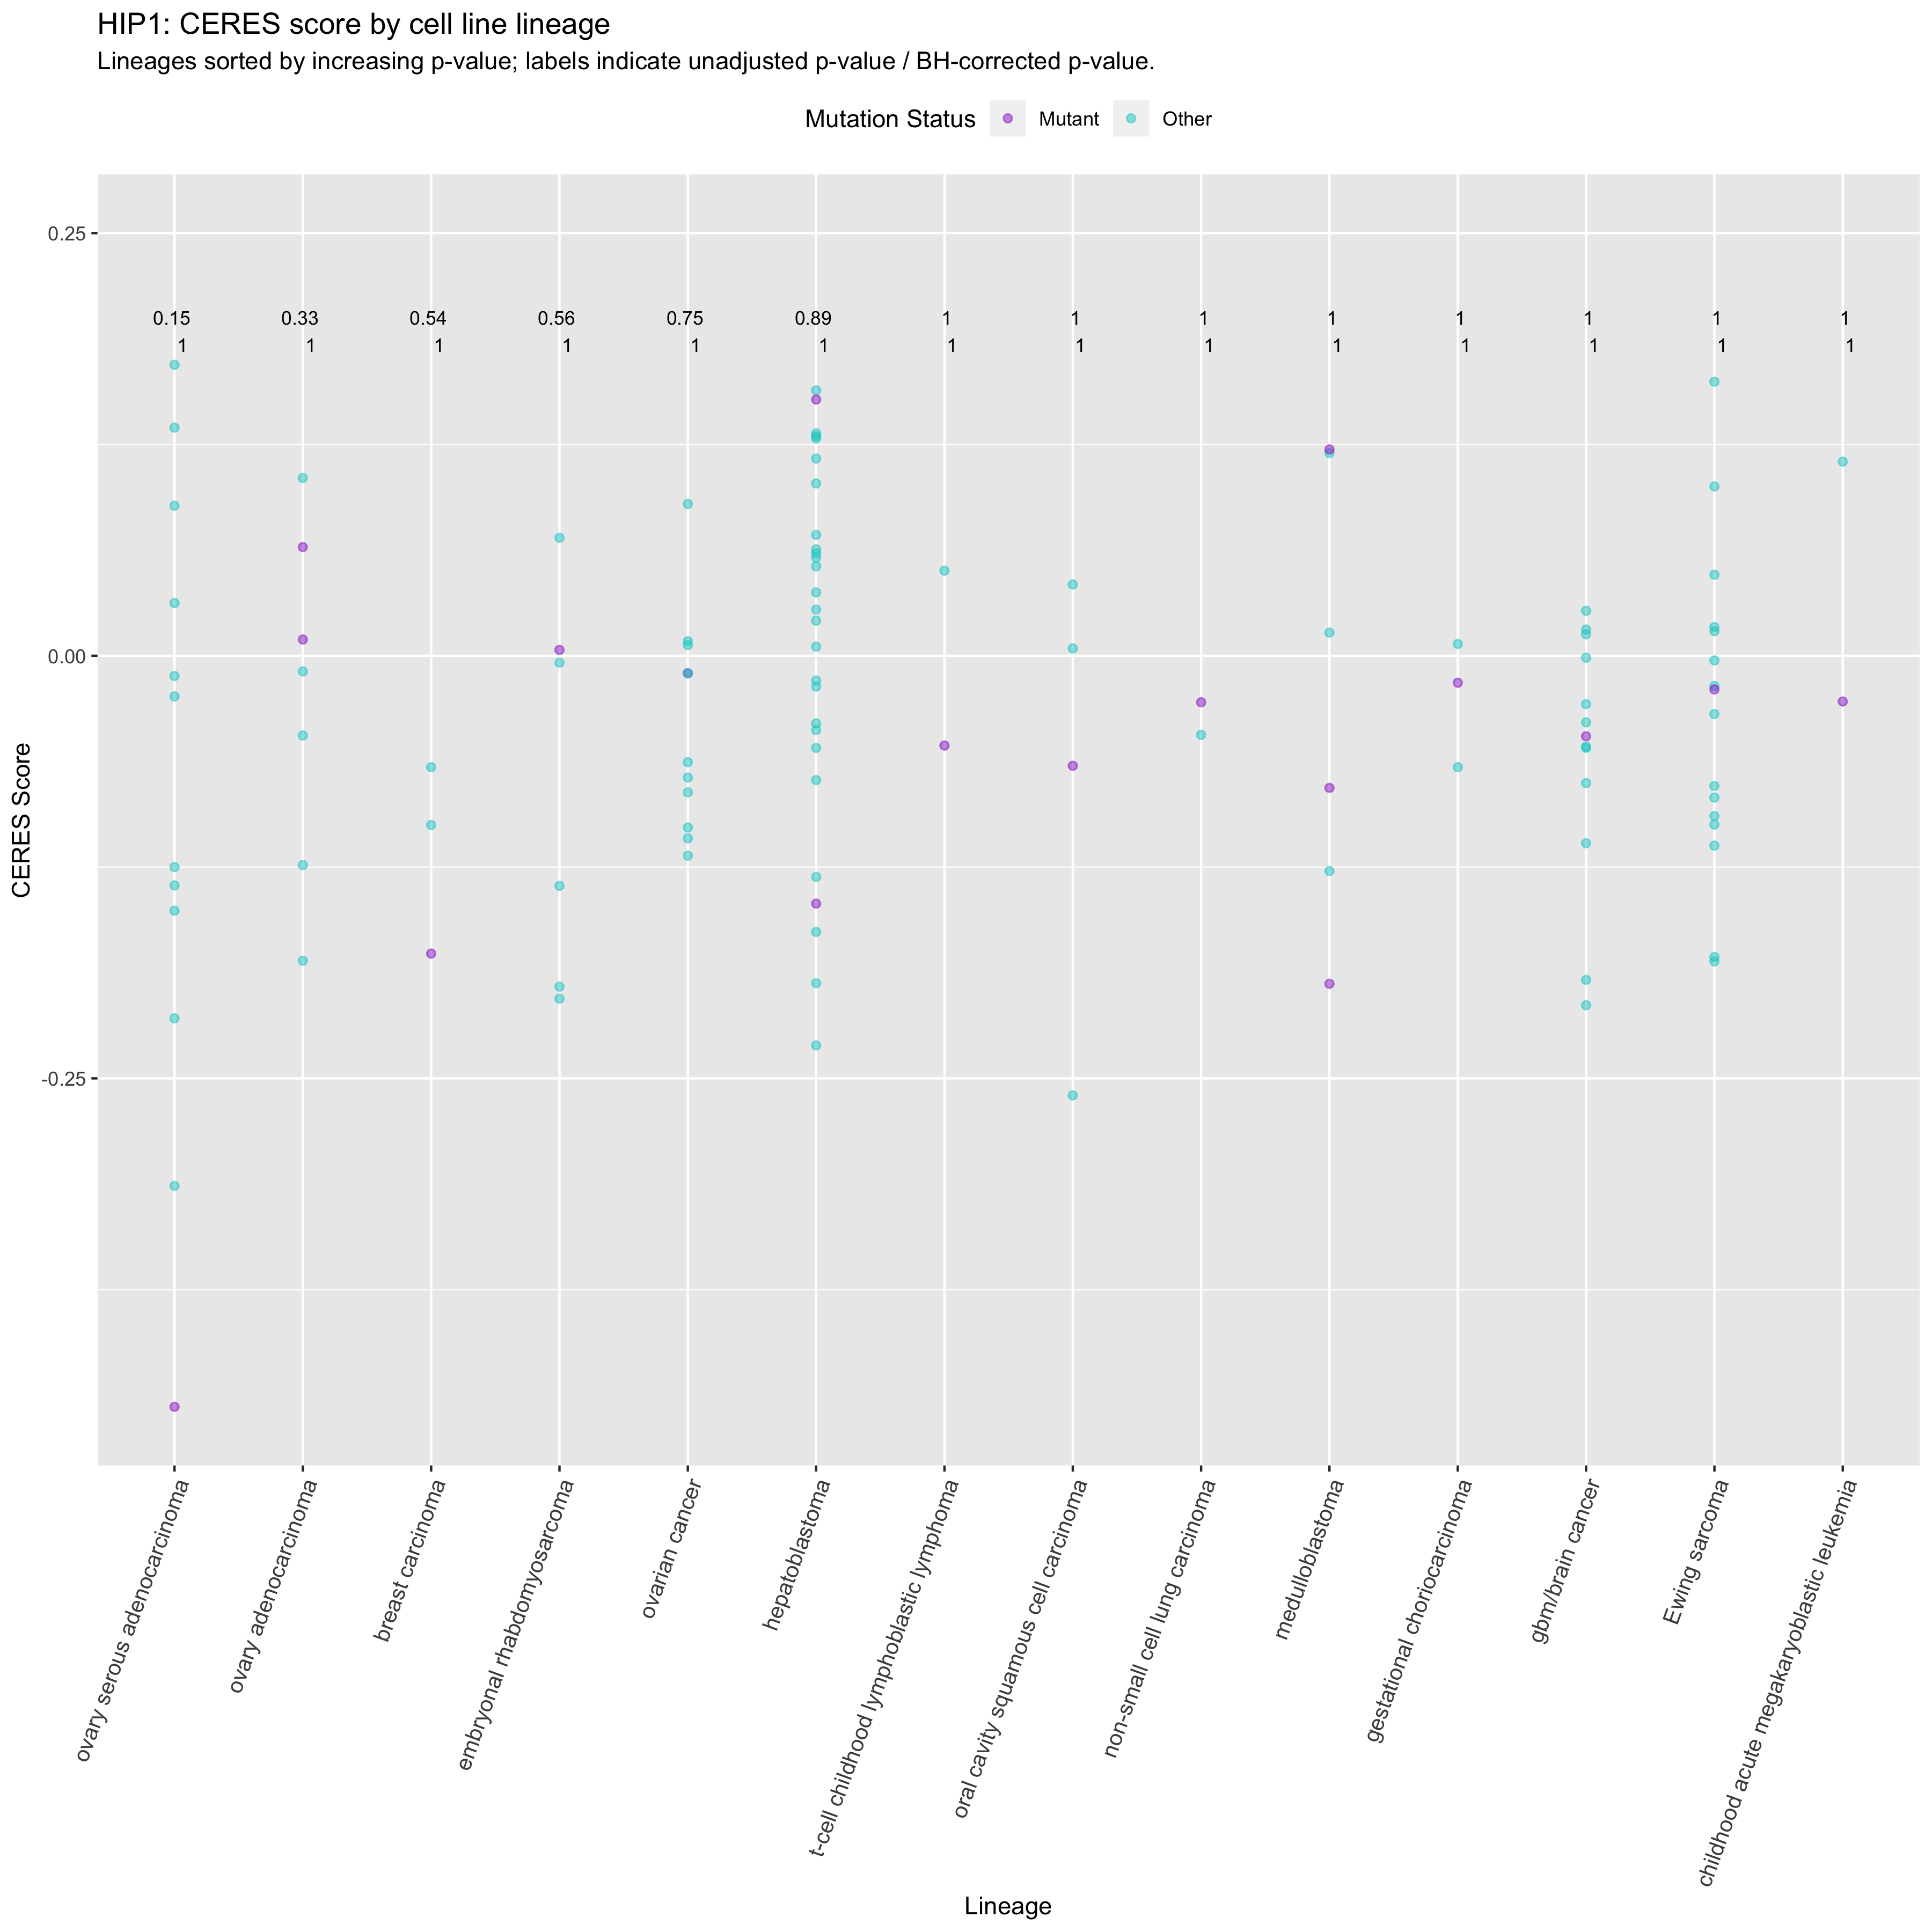 HIP1: CERES score by cell line lineage
Lineages sorted by increasing p-value; labels indicate unadjusted p-value / BH-corrected p-value.
Mutation Status Mutant Other
0.25
0.15 0.33 0.54 0.56 0.75 0.89 1 1 1 1 1 1 1 1
1 1 1 1 1 1 1 1 1 1 1 1 1 1
0.00
-0.25
CERES Score
ovary serous adenocarcinoma
ovary adenocarcinoma
breast carcinoma
embryonal rhabdomyosarcoma
ovarian cancer
hepatoblastoma
t-cell childhood lymphoblastic lymphoma
oral cavity squamous cell carcinoma
non-small cell lung carcinoma
medulloblastoma
gestational choriocarcinoma
gbm/brain cancer
Ewing sarcoma
childhood acute megakaryoblastic leukemia
Lineage